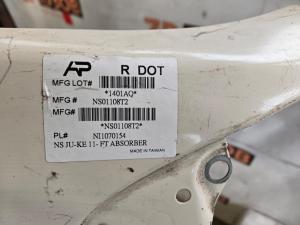 AP R DOT
MFG LOT#
*1401AQ*
MFG # NS01108T2
MFG#
*NS01108T2*
PL# NI1070154
NS JU-KE 11- FT ABSORBER
MADE IN TAIWAN